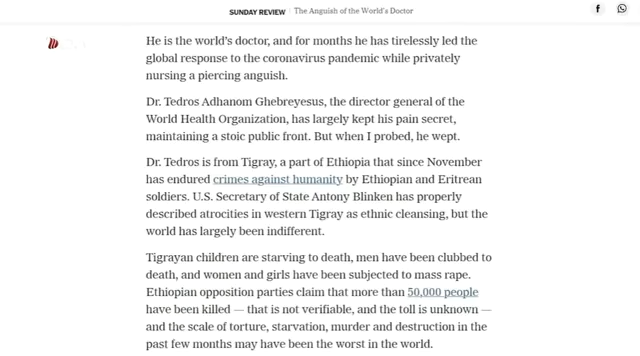 SUNDAY REVIEW | The Anguish of the World's Doctor
He is the world's doctor, and for months he has tirelessly led the
global response to the coronavirus pandemic while privately
nursing a piercing anguish.
Dr. Tedros Adhanom Ghebreyesus, the director general of the
World Health Organization, has largely kept his pain secret,
maintaining a stoic public front. But when I probed, he wept.
Dr. Tedros is from Tigray, a part of Ethiopia that since November
has endured crimes against humanity by Ethiopian and Eritrean
soldiers. U.S. Secretary of State Antony Blinken has properly
described atrocities in western Tigray as ethnic cleansing, but the
world has largely been indifferent.
Tigrayan children are starving to death, men have been clubbed to
death, and women and girls have been subjected to mass rape.
Ethiopian opposition parties claim that more than 50,000 people
have been killed — that is not verifiable, and the toll is unknown —
and the scale of torture, starvation, murder and destruction in the
past few months may have been the worst in the world.